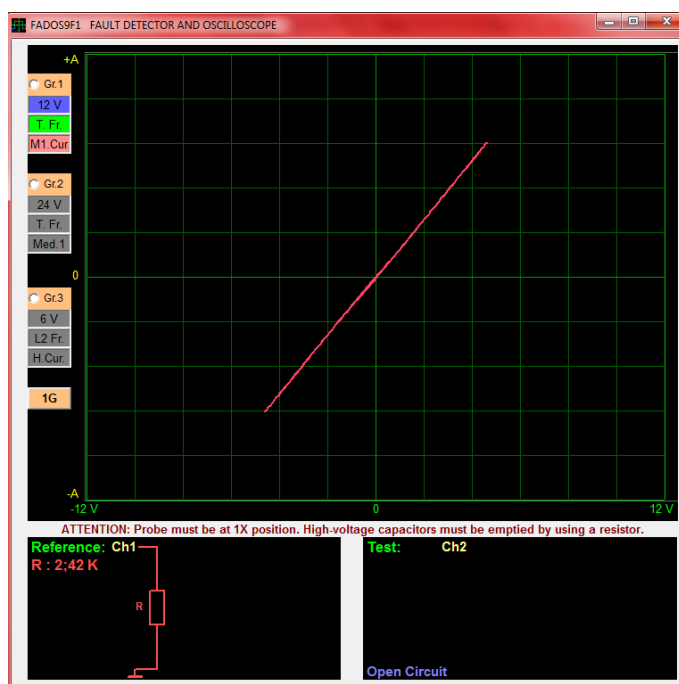 FADOS9F1 FAULT DETECTOR AND OSCILLOSCOPE
+A
Gr.1
12 V
T. Fr.
M1.Cur.
Gr.2
24 V
T. Fr.
Med.1
0
Gr.3
6 V
L2 Fr.
H.Cur.
1G
-A
-12 V 0 12 V
ATTENTION: Probe must be at 1X position. High-voltage capacitors must be emptied by using a resistor.
Reference: Ch1
R : 2;42 K
R
Test: Ch2
Open Circuit